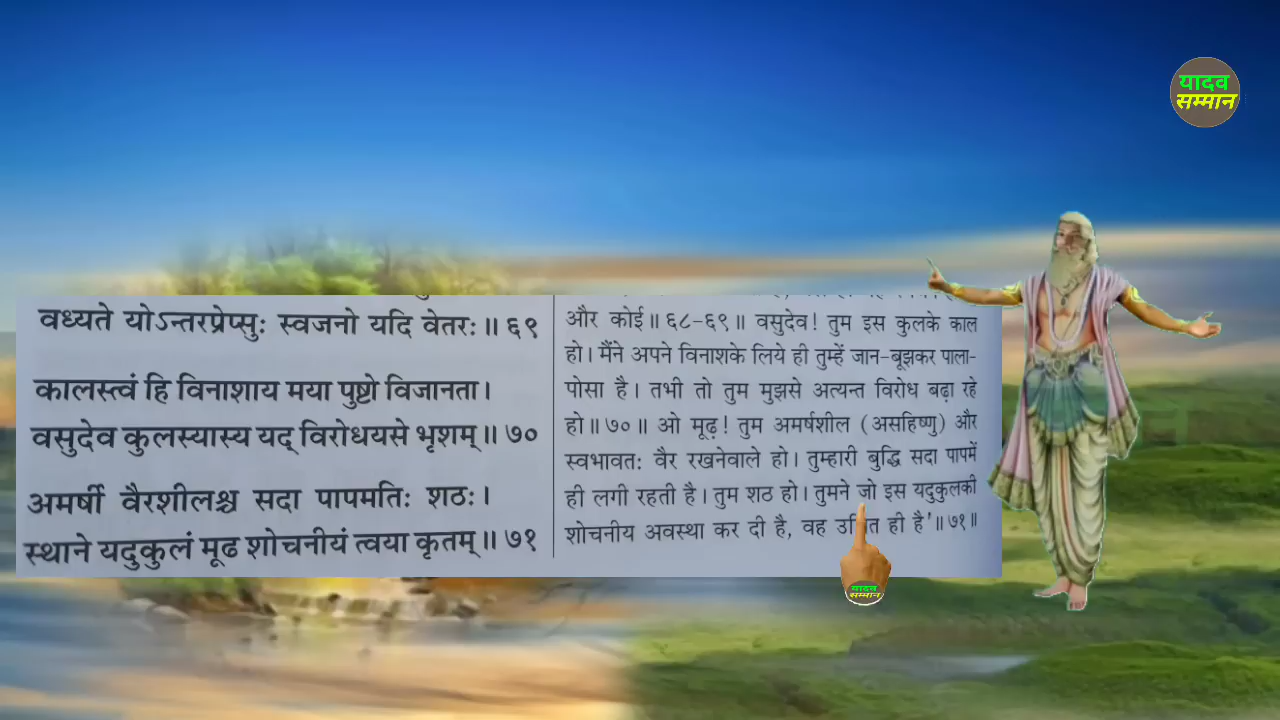 यादव
सम्मान
वध्यते योऽन्तरप्रेप्सुः स्वजनो यदि वेतरः॥ ६९
कालस्त्वं हि विनाशाय मया पुष्टो विजानता।
वसुदेव कुलस्यास्य यद् विरोधयसे भृशम्॥ ७०
अमर्षी वैरशीलश्च सदा पापमतिः शठः।
स्थाने यदुकुलं मूढ शोचनीयं त्वया कृतम्॥ ७१
और कोई॥ ६८-६९॥ वसुदेव! तुम इस कुलके काल
हो। मैंने अपने विनाशके लिये ही तुम्हें जान-बूझकर पाला-
पोसा है। तभी तो तुम मुझसे अत्यन्त विरोध बढ़ा रहे
हो॥ ७०॥ ओ मूढ़! तुम अमर्षशील (असहिष्णु) और
स्वभावतः वैर रखनेवाले हो। तुम्हारी बुद्धि सदा पापमें
ही लगी रहती है। तुम शठ हो। तुमने जो इस यदुकुलकी
शोचनीय अवस्था कर दी है, वह ही है'॥ ७१॥
यादव
सम्मान